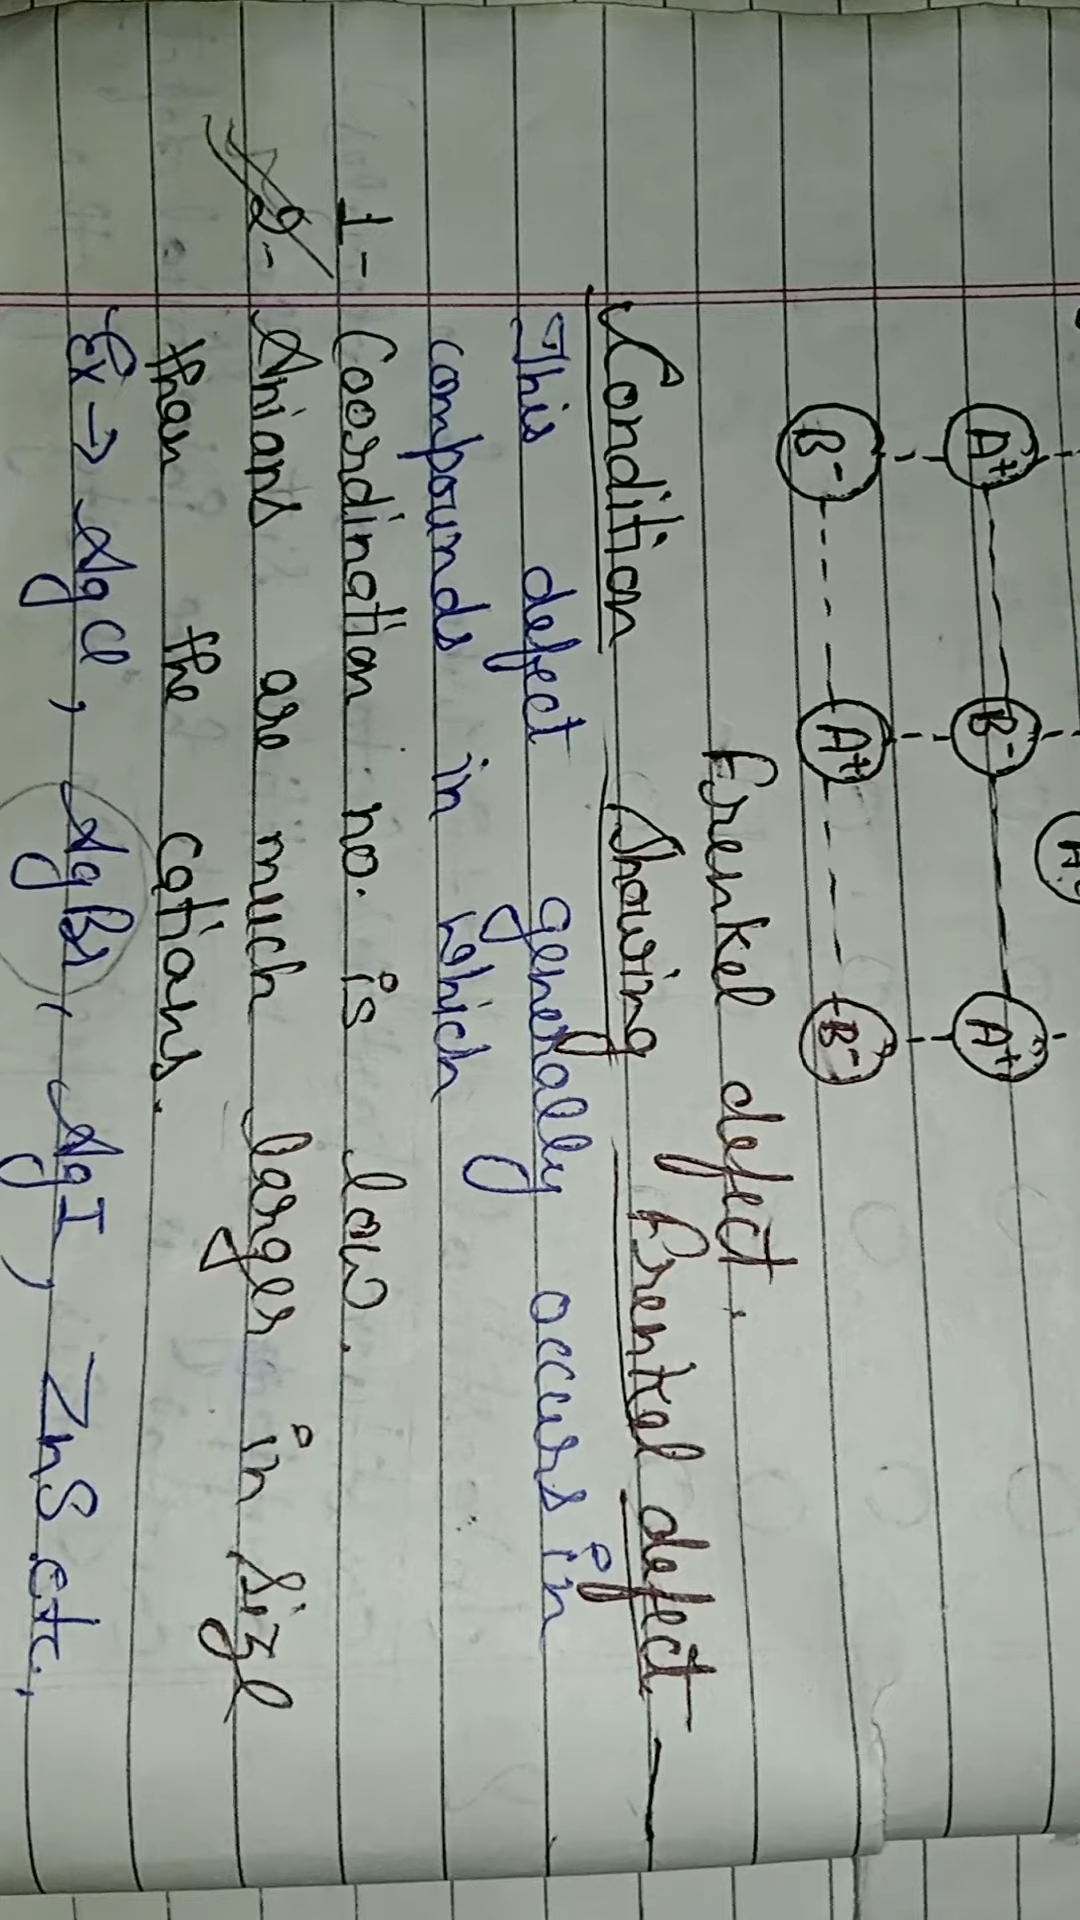 A+ B- A+
B- A+ B-
Frenkel defect.
Condition Showing Frenkel defect -
This defect generally occurs in
compounds in which
1- Coordination no. is low.
2- Anions are much larger in size
than the cations.
Ex → AgCl, AgBr, AgI, ZnS etc.,